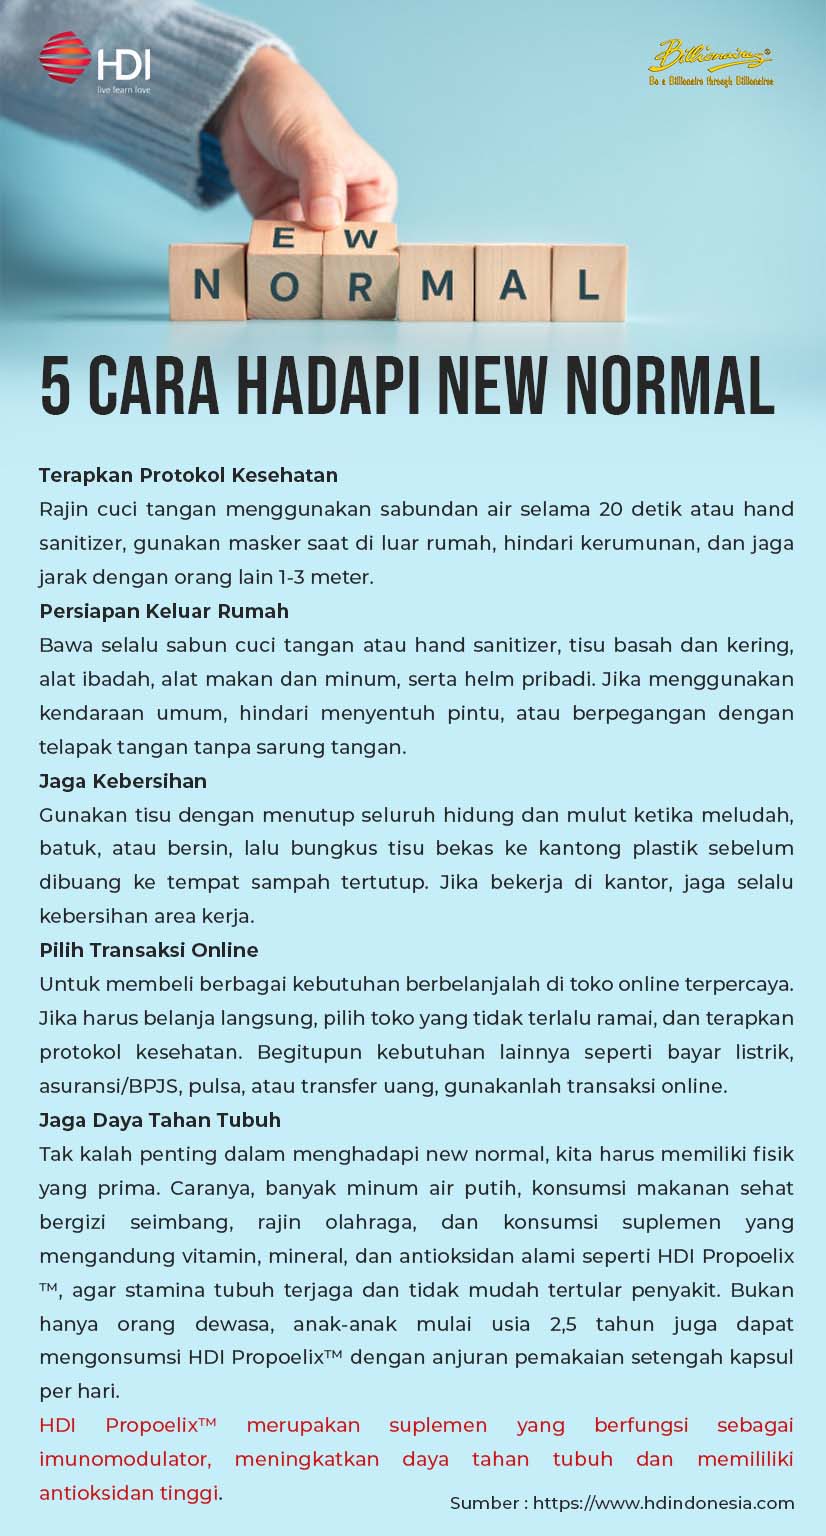 HDI
live learn love
Billionaires®
Be a Billionaire through Billionaires
E W
N O R M A L
5 CARA HADAPI NEW NORMAL
Terapkan Protokol Kesehatan
Rajin cuci tangan menggunakan sabundan air selama 20 detik atau hand
sanitizer, gunakan masker saat di luar rumah, hindari kerumunan, dan jaga
jarak dengan orang lain 1-3 meter.
Persiapan Keluar Rumah
Bawa selalu sabun cuci tangan atau hand sanitizer, tisu basah dan kering,
alat ibadah, alat makan dan minum, serta helm pribadi. Jika menggunakan
kendaraan umum, hindari menyentuh pintu, atau berpegangan dengan
telapak tangan tanpa sarung tangan.
Jaga Kebersihan
Gunakan tisu dengan menutup seluruh hidung dan mulut ketika meludah,
batuk, atau bersin, lalu bungkus tisu bekas ke kantong plastik sebelum
dibuang ke tempat sampah tertutup. Jika bekerja di kantor, jaga selalu
kebersihan area kerja.
Pilih Transaksi Online
Untuk membeli berbagai kebutuhan berbelanjalah di toko online terpercaya.
Jika harus belanja langsung, pilih toko yang tidak terlalu ramai, dan terapkan
protokol kesehatan. Begitupun kebutuhan lainnya seperti bayar listrik,
asuransi/BPJS, pulsa, atau transfer uang, gunakanlah transaksi online.
Jaga Daya Tahan Tubuh
Tak kalah penting dalam menghadapi new normal, kita harus memiliki fisik
yang prima. Caranya, banyak minum air putih, konsumsi makanan sehat
bergizi seimbang, rajin olahraga, dan konsumsi suplemen yang
mengandung vitamin, mineral, dan antioksidan alami seperti HDI Propoelix
™, agar stamina tubuh terjaga dan tidak mudah tertular penyakit. Bukan
hanya orang dewasa, anak-anak mulai usia 2,5 tahun juga dapat
mengonsumsi HDI Propoelix™ dengan anjuran pemakaian setengah kapsul
per hari.
HDI Propoelix™ merupakan suplemen yang berfungsi sebagai
imunomodulator, meningkatkan daya tahan tubuh dan memililiki
antioksidan tinggi.
Sumber : https://www.hdindonesia.com